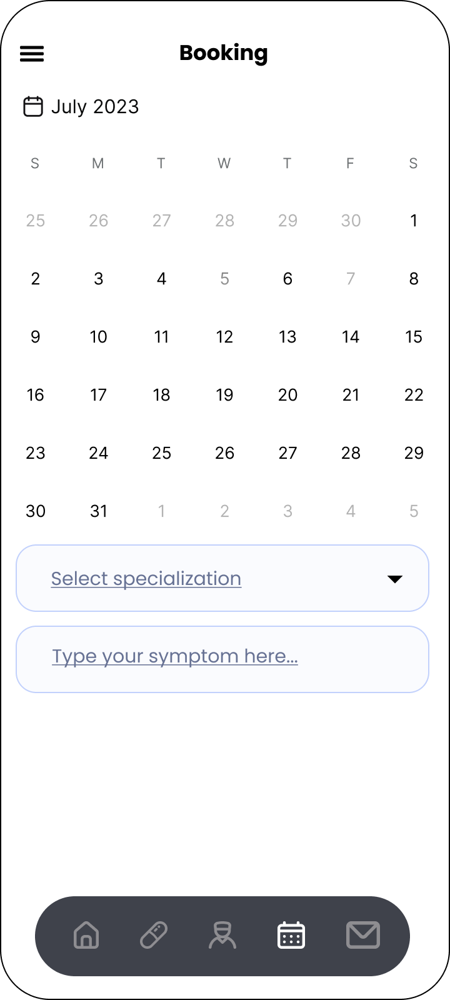 Booking
July 2023
S M T W T F S
25 26 27 28 29 30 1
2 3 4 5 6 7 8
9 10 11 12 13 14 15
16 17 18 19 20 21 22
23 24 25 26 27 28 29
30 31 1 2 3 4 5
Select specialization
Type your symptom here...